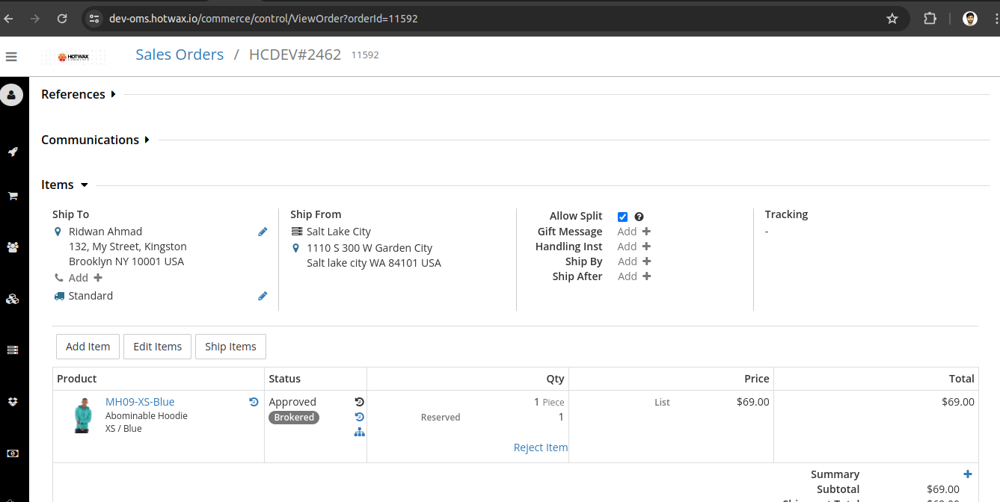 dev-oms.hotwax.io/commerce/control/ViewOrder?orderId=11592
HOTWAX
Sales Orders / HCDEV#2462 11592
References
Communications
Items
Ship To
Ridwan Ahmad
132, My Street, Kingston
Brooklyn NY 10001 USA
Add
Standard
Ship From
Salt Lake City
1110 S 300 W Garden City
Salt lake city WA 84101 USA
Allow Split
Gift Message Add
Handling Inst Add
Ship By Add
Ship After Add
Tracking
-
Add Item Edit Items Ship Items
Product Status Qty Price Total
MH09-XS-Blue Approved 1 Piece List $69.00 $69.00
Abominable Hoodie Brokered Reserved 1
XS / Blue
Reject Item
Summary
Subtotal $69.00